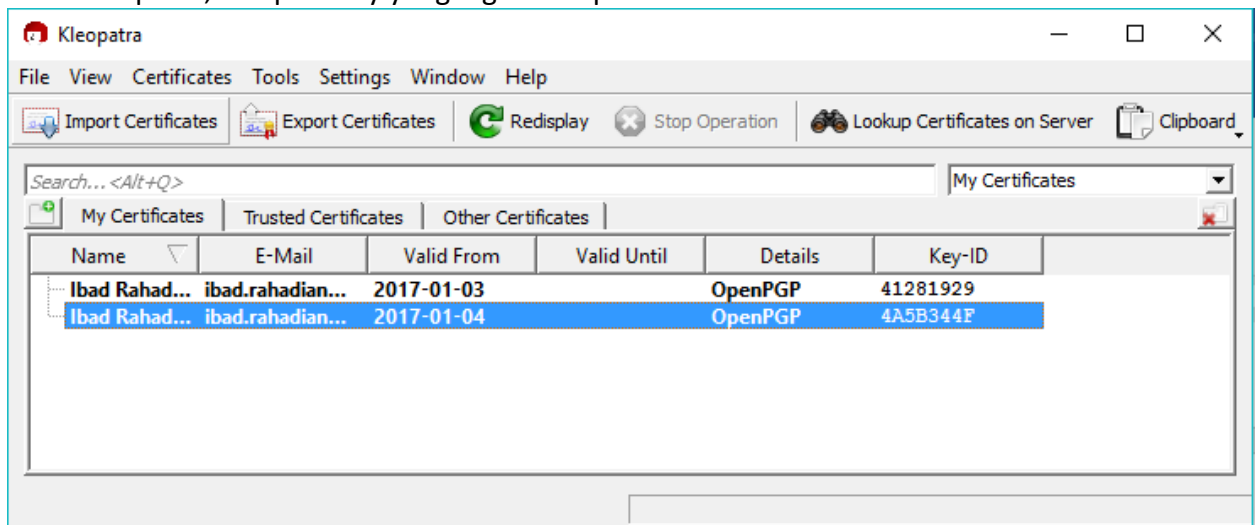 Kleopatra
File View Certificates Tools Settings Window Help
Import Certificates Export Certificates Redisplay Stop Operation Lookup Certificates on Server Clipboard
Search...<Alt+Q> My Certificates
My Certificates Trusted Certificates Other Certificates
Name E-Mail Valid From Valid Until Details Key-ID
Ibad Rahad... ibad.rahadian... 2017-01-03 OpenPGP 41281929
Ibad Rahad... ibad.rahadian... 2017-01-04 OpenPGP 4A5B344F